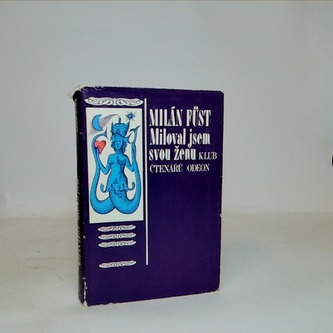 MILÁN FÜST
Miloval jsem
svou ženu KLUB
ČTENÁŘŮ ODEON